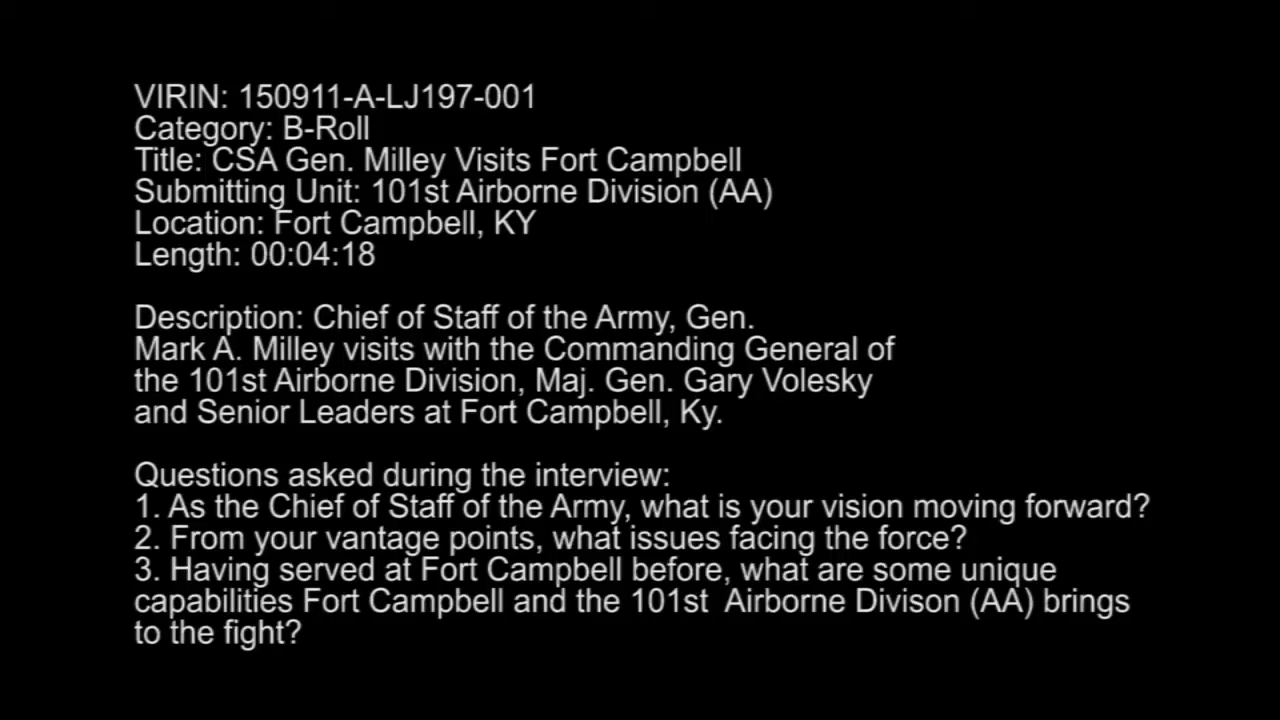 VIRIN: 150911-A-LJ197-001
Category: B-Roll
Title: CSA Gen. Milley Visits Fort Campbell
Submitting Unit: 101st Airborne Division (AA)
Location: Fort Campbell, KY
Length: 00:04:18
Description: Chief of Staff of the Army, Gen.
Mark A. Milley visits with the Commanding General of
the 101st Airborne Division, Maj. Gen. Gary Volesky
and Senior Leaders at Fort Campbell, Ky.
Questions asked during the interview:
1. As the Chief of Staff of the Army, what is your vision moving forward?
2. From your vantage points, what issues facing the force?
3. Having served at Fort Campbell before, what are some unique
capabilities Fort Campbell and the 101st  Airborne Divison (AA) brings
to the fight?